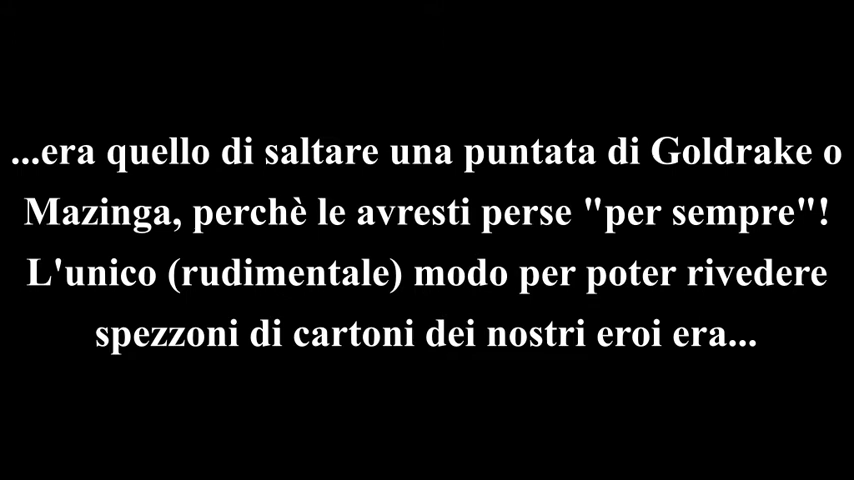 ...era quello di saltare una puntata di Goldrake o
Mazinga, perchè le avresti perse "per sempre"!
L'unico (rudimentale) modo per poter rivedere
spezzoni di cartoni dei nostri eroi era...